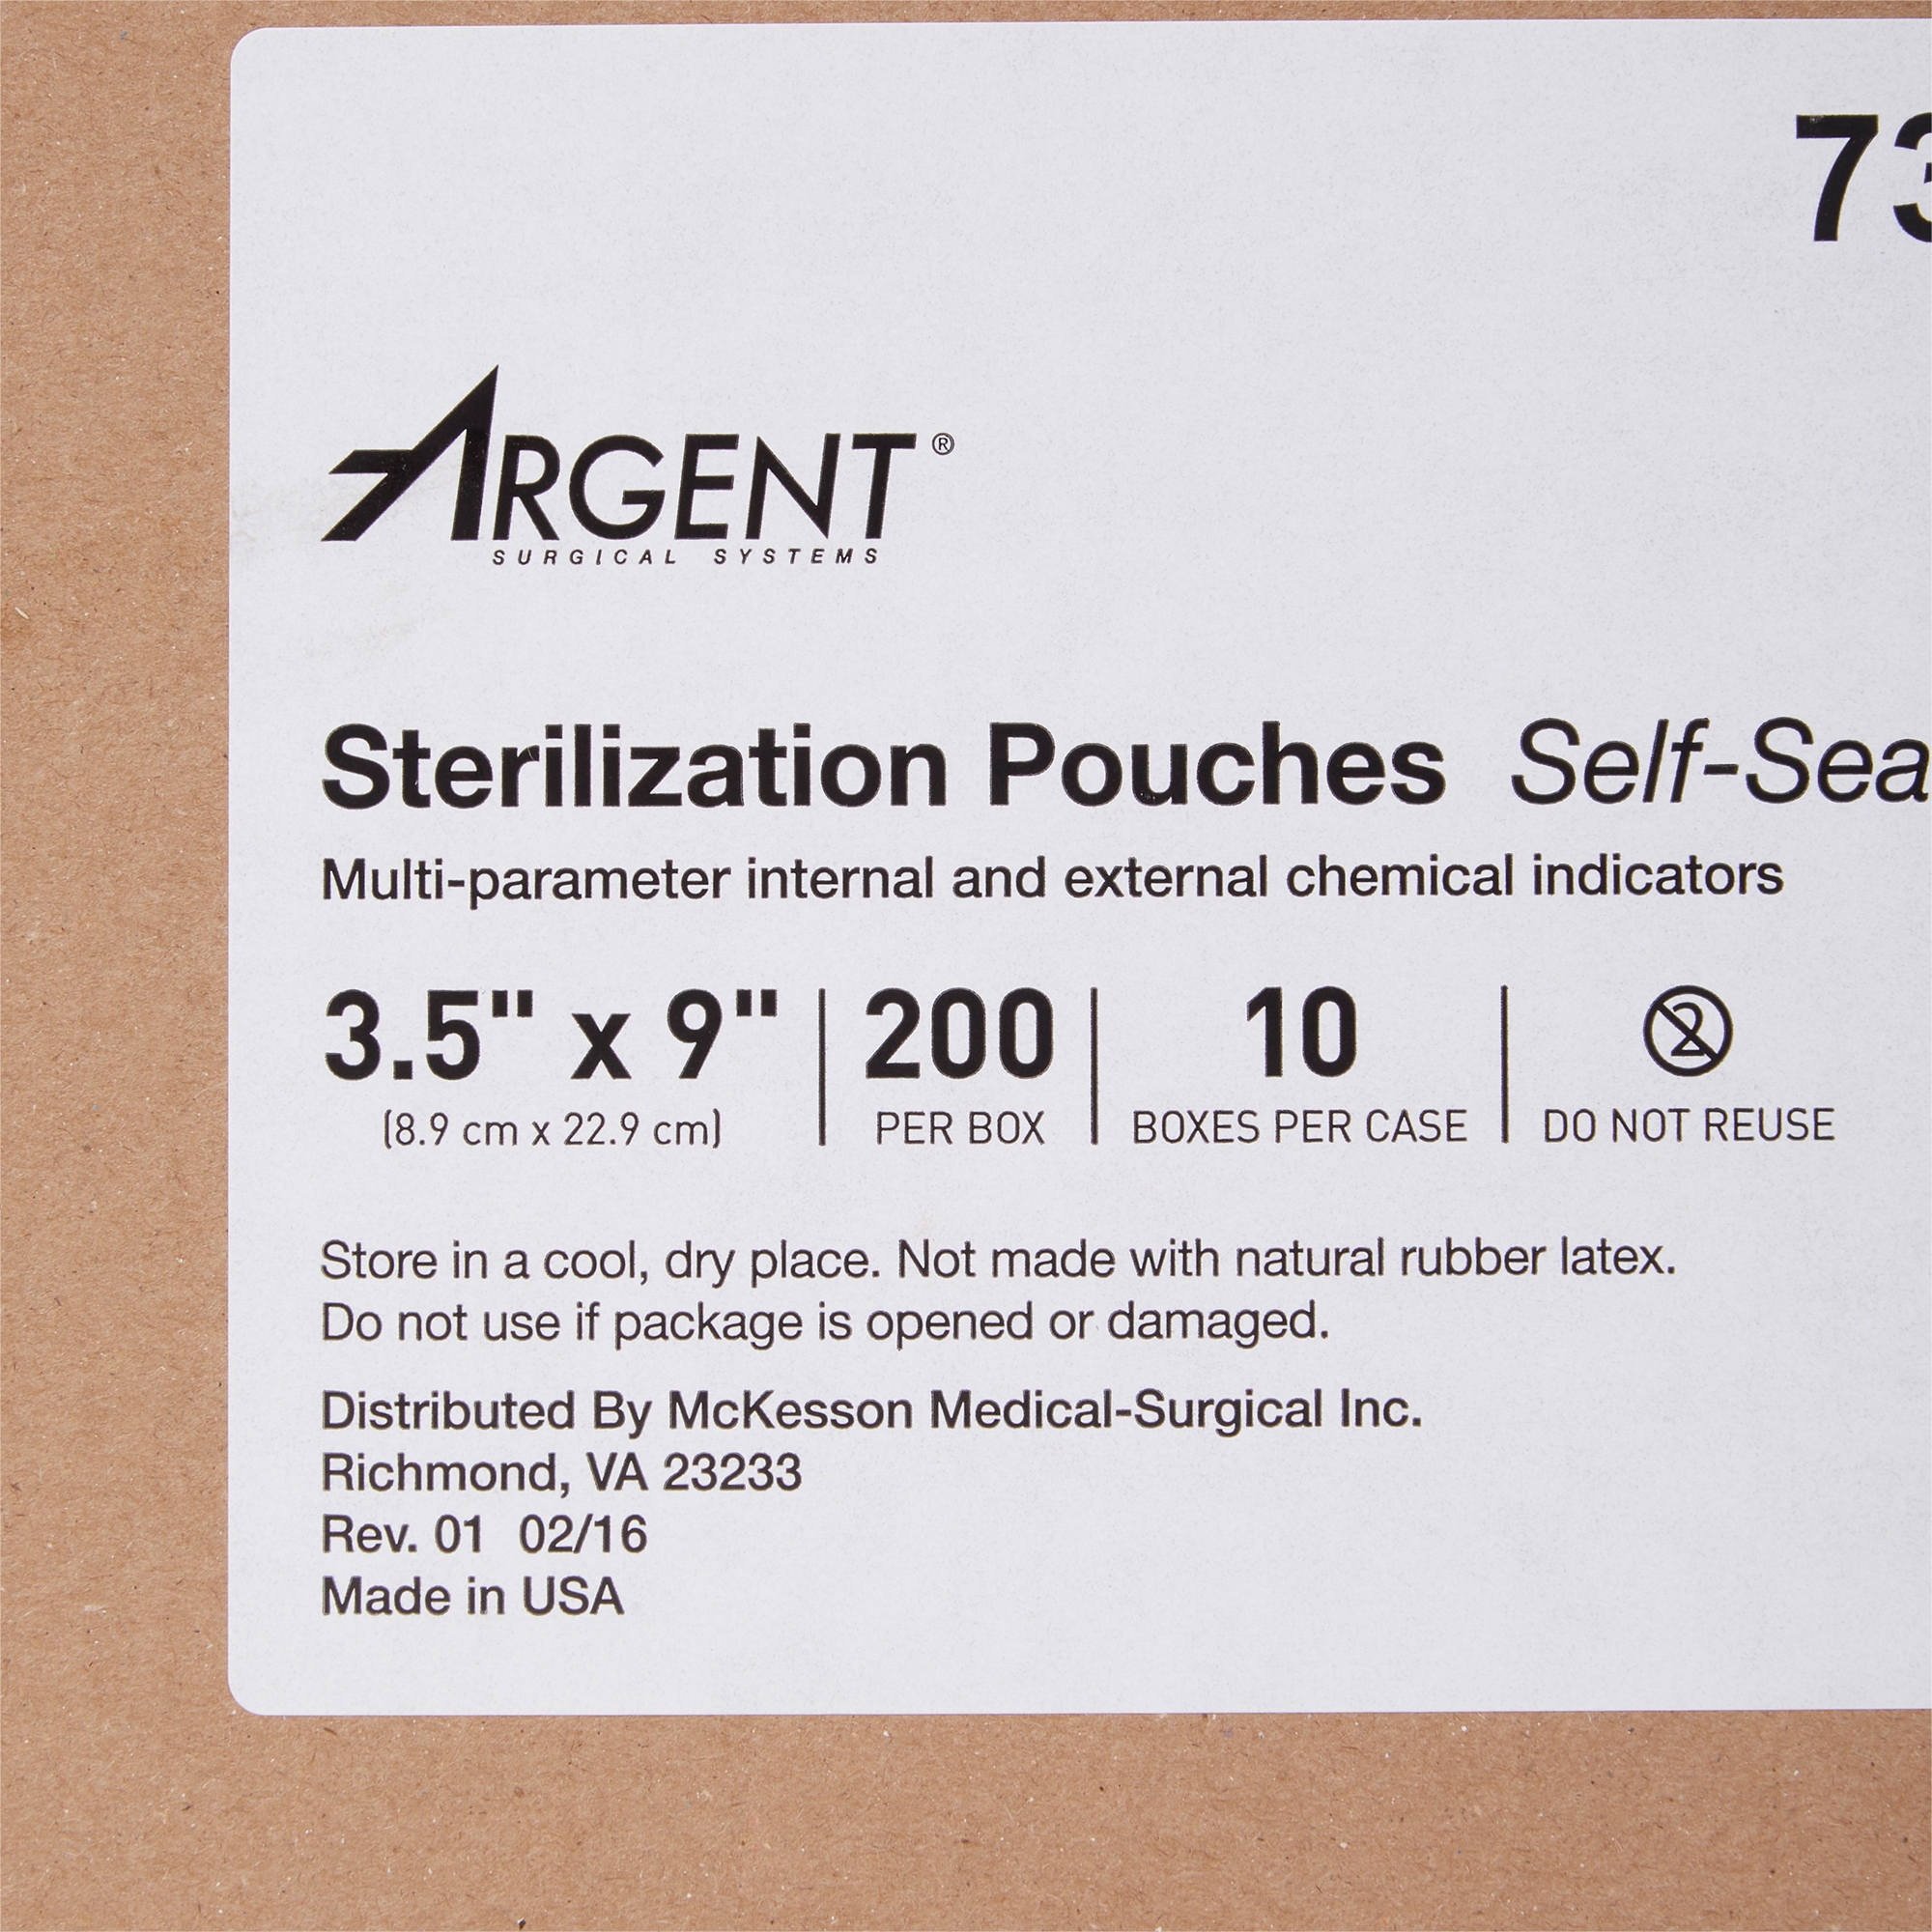 73
ARGENT®
SURGICAL SYSTEMS
Sterilization Pouches Self-Sea
Multi-parameter internal and external chemical indicators
3.5" x 9" | 200 | 10 | 2
(8.9 cm x 22.9 cm) PER BOX BOXES PER CASE DO NOT REUSE
Store in a cool, dry place. Not made with natural rubber latex.
Do not use if package is opened or damaged.
Distributed By McKesson Medical-Surgical Inc.
Richmond, VA 23233
Rev. 01 02/16
Made in USA